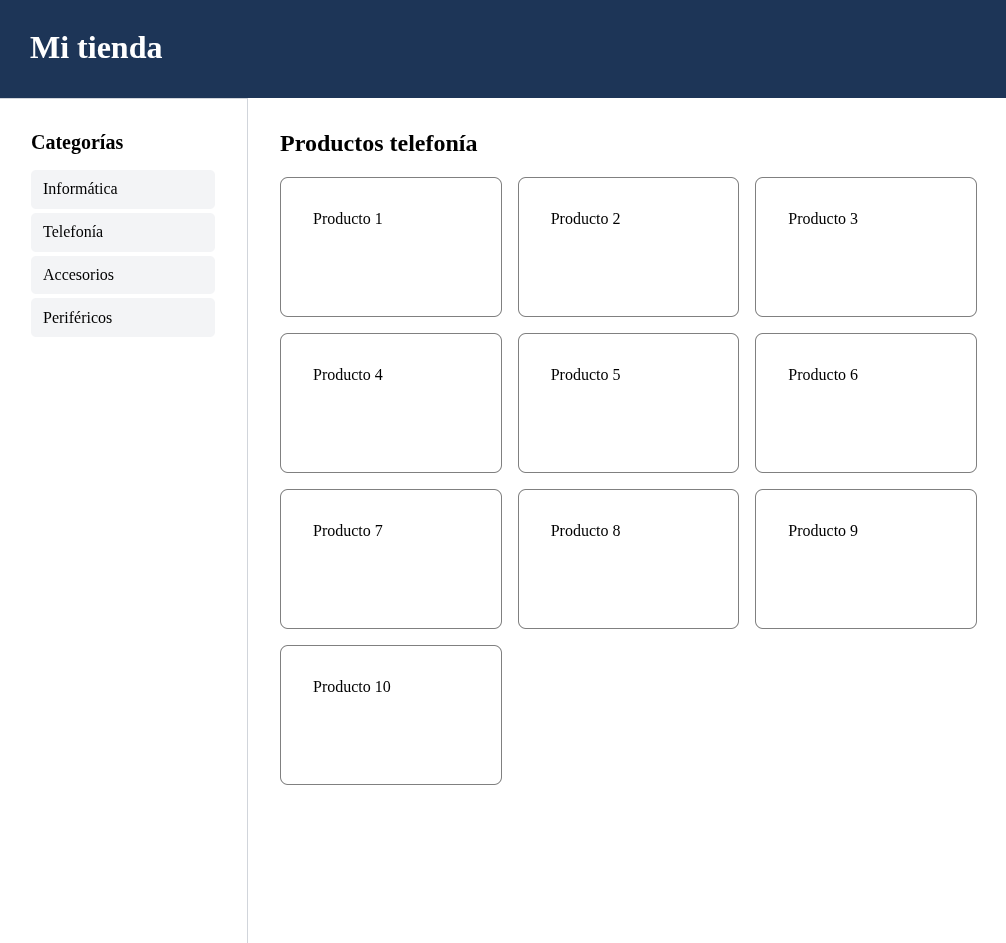 Mi tienda
Categorías
Informática
Telefonía
Accesorios
Periféricos
Productos telefonía
Producto 1
Producto 2
Producto 3
Producto 4
Producto 5
Producto 6
Producto 7
Producto 8
Producto 9
Producto 10